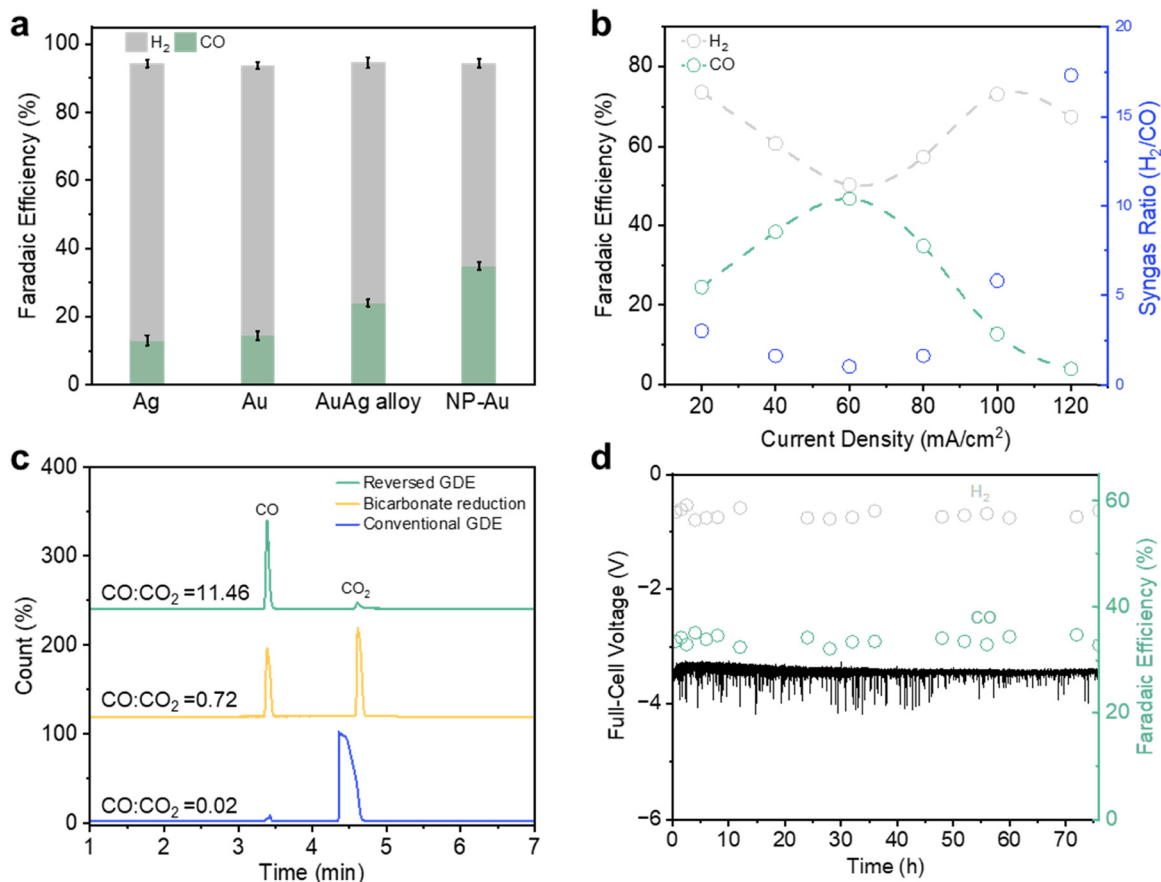 a
H₂ CO
Faradaic Efficiency (%)
100
80
60
40
20
0
Ag Au AuAg alloy NP-Au
b
H₂
CO
Faradaic Efficiency (%)
80
60
40
20
0
Syngas Ratio (H₂/CO)
20
15
10
5
0
20 40 60 80 100 120
Current Density (mA/cm²)
c
Reversed GDE
Bicarbonate reduction
Conventional GDE
Count (%)
400
300
200
100
0
CO
CO₂
CO:CO₂ =11.46
CO:CO₂ =0.72
CO:CO₂ =0.02
1 2 3 4 5 6 7
Time (min)
d
Full-Cell Voltage (V)
0
−2
−4
−6
H₂
CO
Faradaic Efficiency (%)
60
40
20
0
0 10 20 30 40 50 60 70
Time (h)